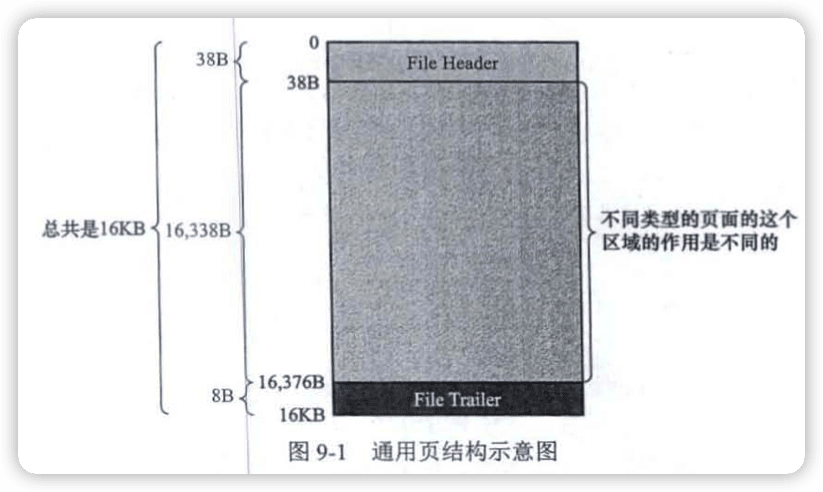 0
38B
File Header
38B
总共是16KB
16,338B
不同类型的页面的这个
区域的作用是不同的
16,376B
8B
File Trailer
16KB
图 9-1 通用页结构示意图